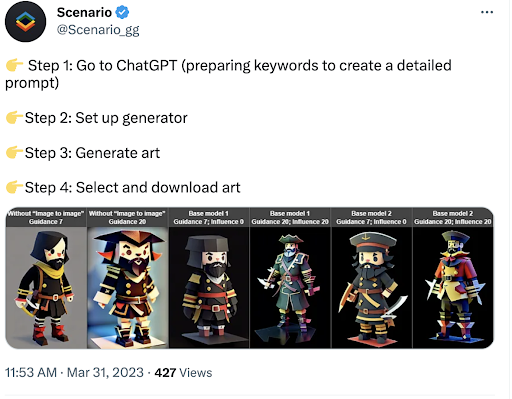 Scenario
@Scenario_gg
👉 Step 1: Go to ChatGPT (preparing keywords to create a detailed
prompt)
👉Step 2: Set up generator
👉Step 3: Generate art
👉Step 4: Select and download art
Without "Image to image"
Guidance 7
Without "Image to image"
Guidance 20
Base model 1
Guidance 7; Influence 0
Base model 1
Guidance 20; Influence 20
Base model 2
Guidance 7; Influence 0
Base model 2
Guidance 20; Influence 20
11:53 AM · Mar 31, 2023 · 427 Views